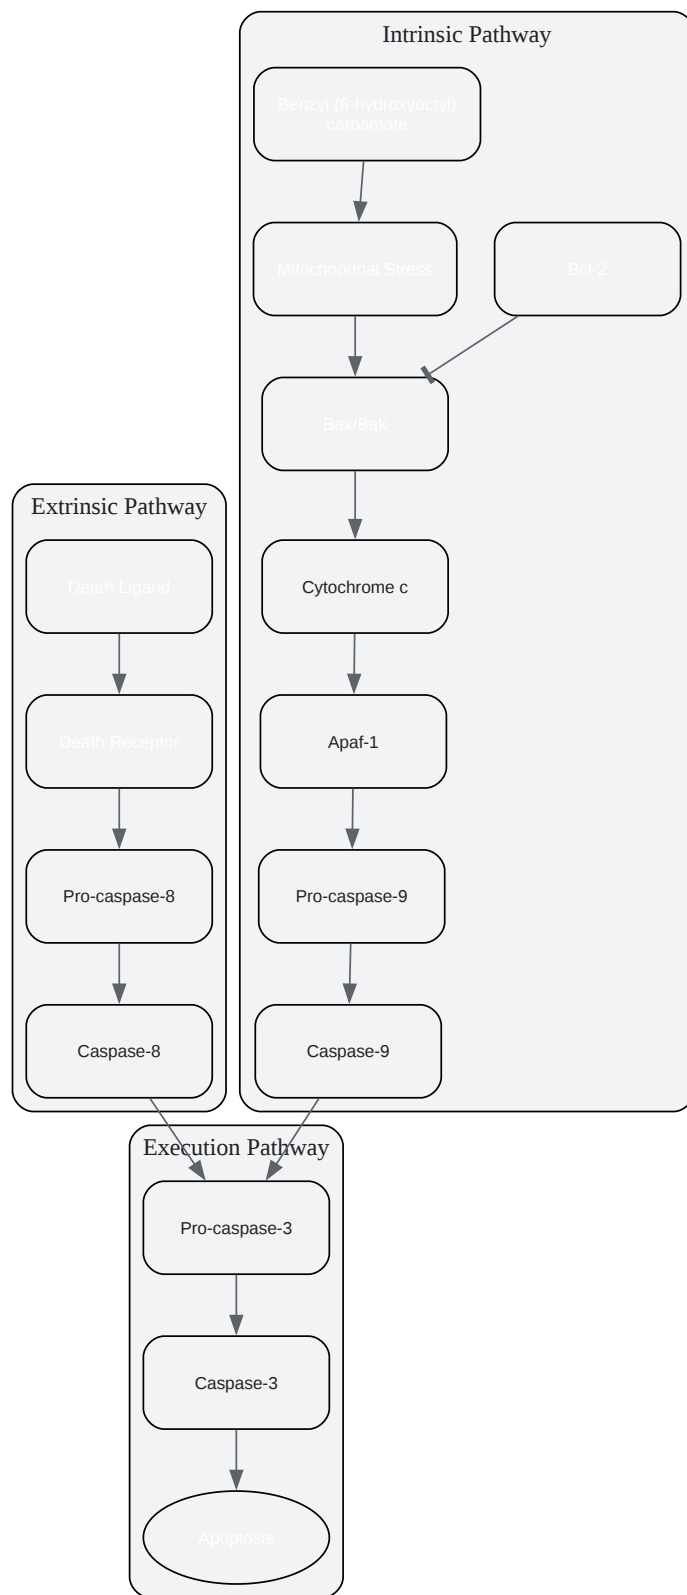 Intrinsic Pathway
Benzyl (8-hydroxyoctyl)
carbamate
Mitochondrial Stress
Bcl-2
Bax/Bak
Cytochrome c
Apaf-1
Pro-caspase-9
Caspase-9
Extrinsic Pathway
Death Ligand
Death Receptor
Pro-caspase-8
Caspase-8
Execution Pathway
Pro-caspase-3
Caspase-3
Apoptosis